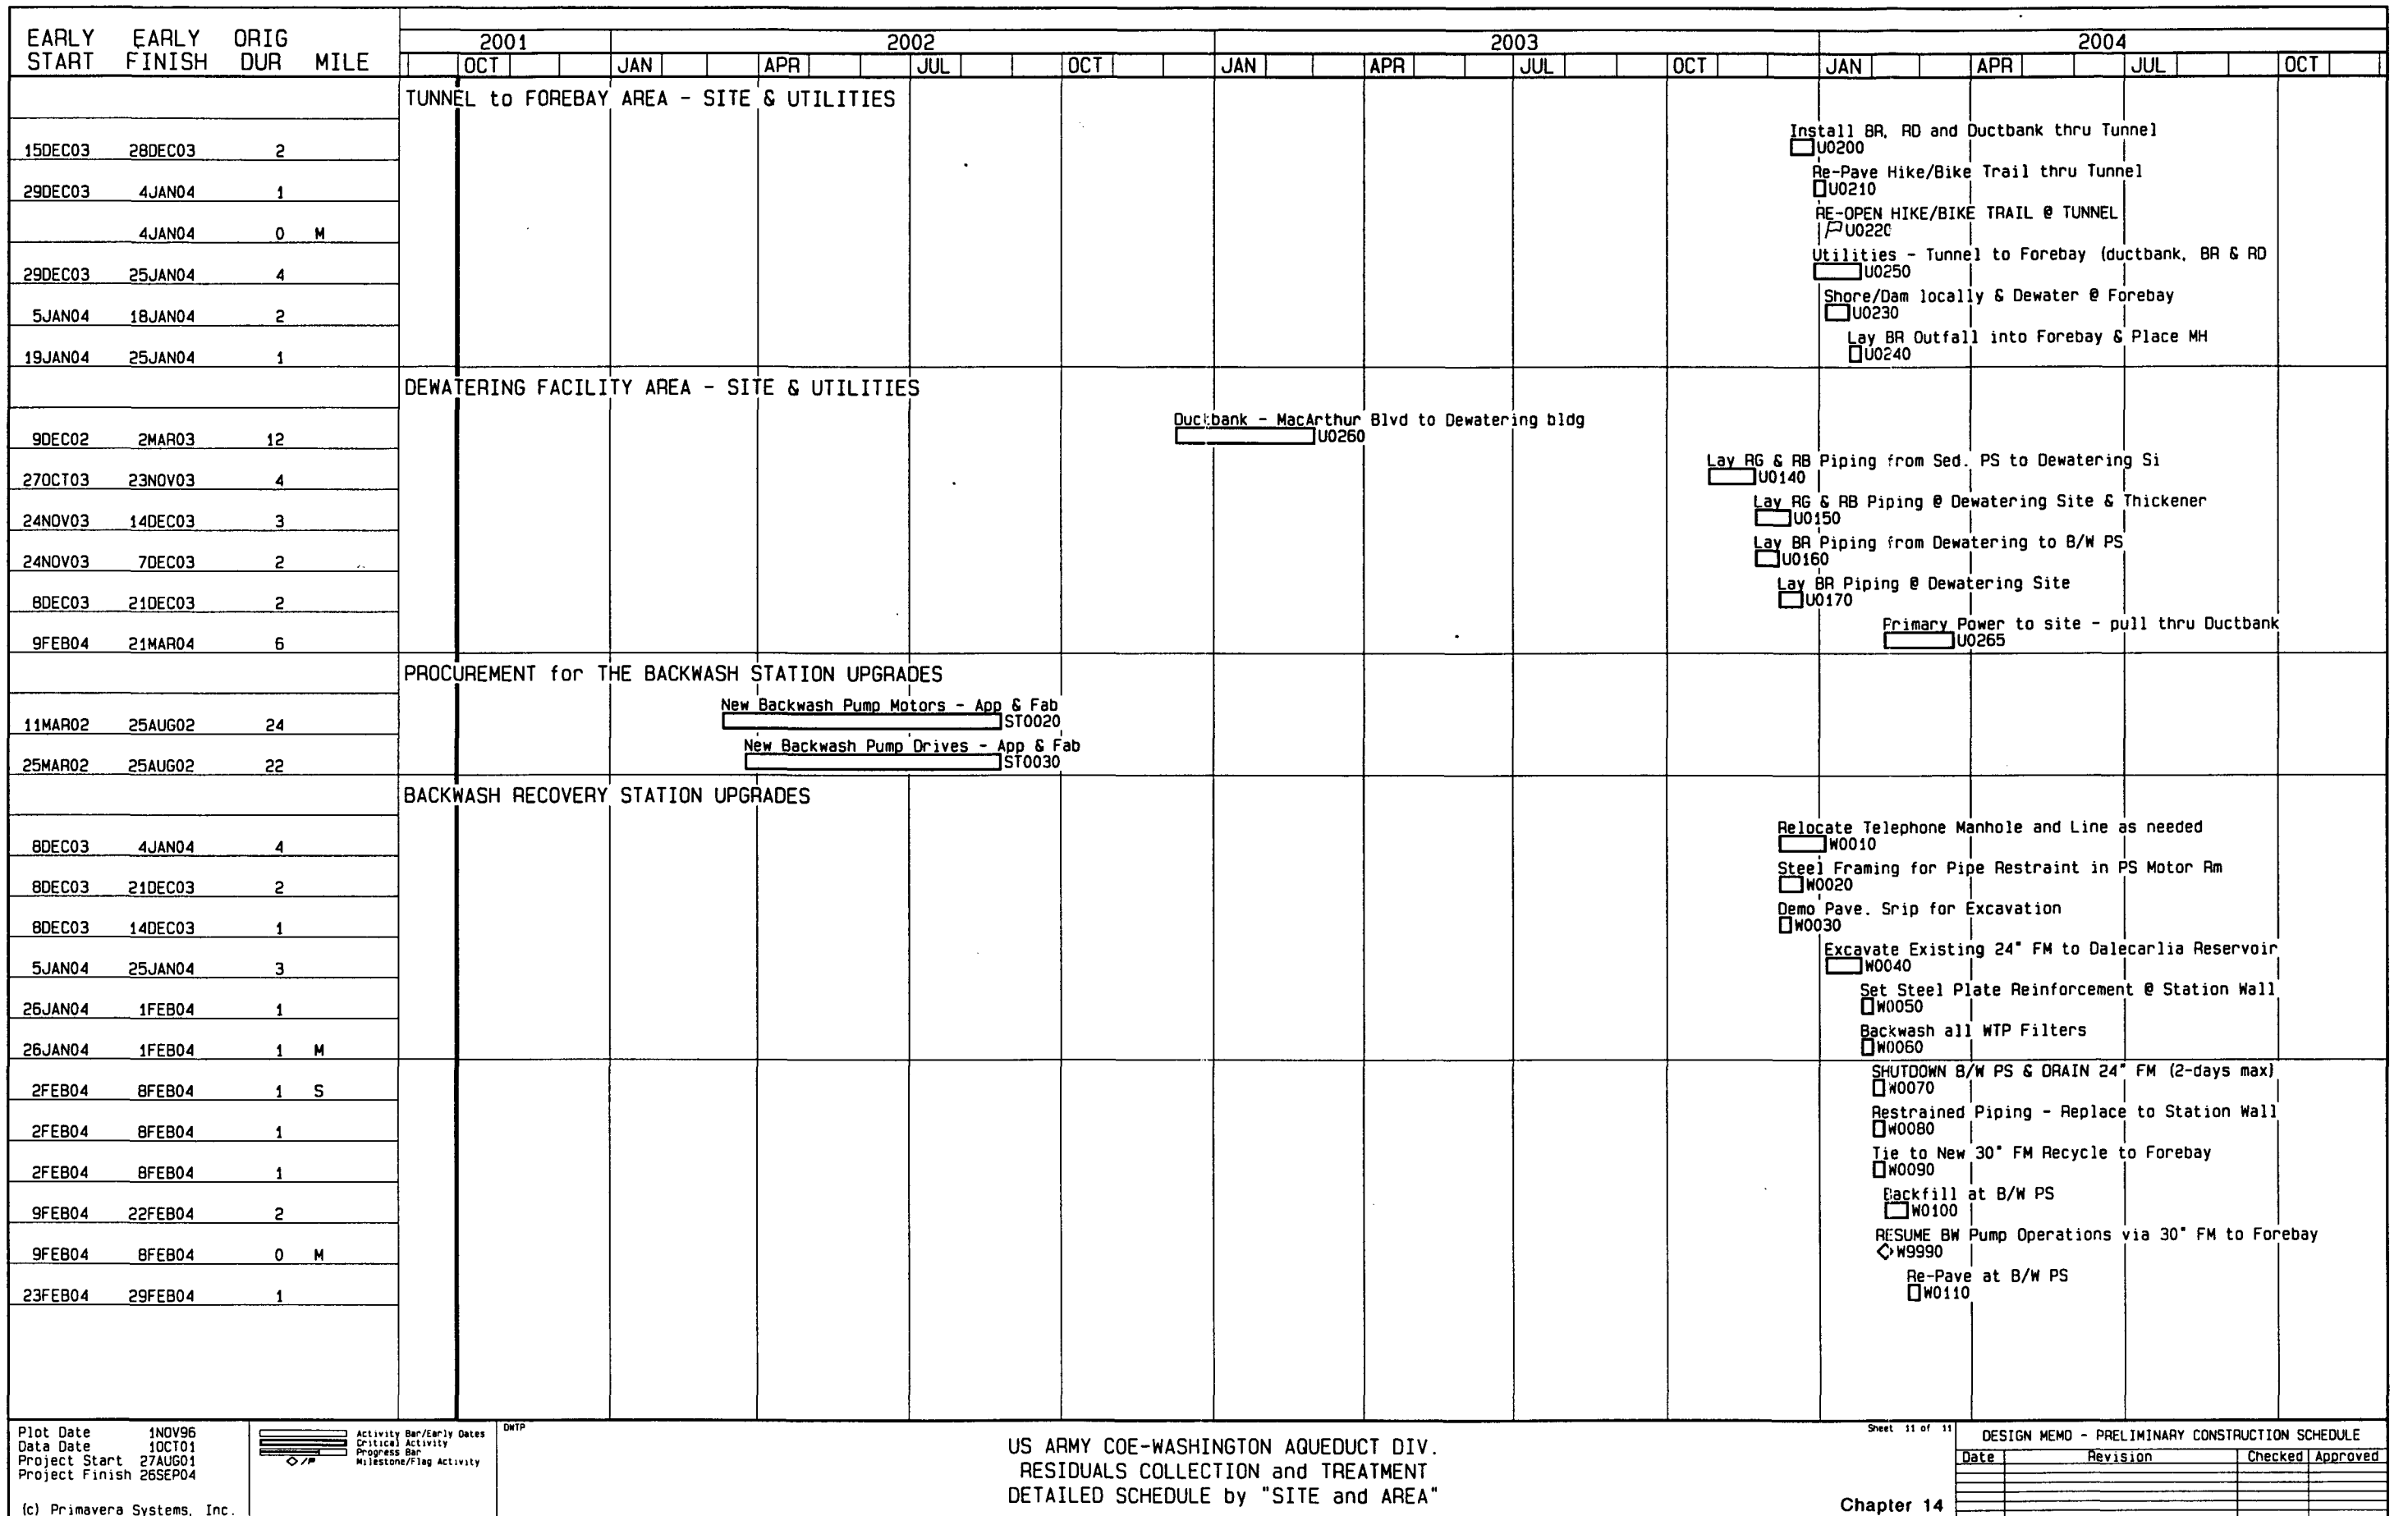 EARLY START EARLY FINISH ORIG DUR MILE
2001 2002 2003 2004
OCT JAN APR JUL OCT JAN APR JUL OCT JAN APR JUL OCT
TUNNEL to FOREBAY AREA - SITE & UTILITIES
Install BR, RD and Ductbank thru Tunnel
15DEC03 28DEC03 2 U0200
Re-Pave Hike/Bike Trail thru Tunnel
29DEC03 4JAN04 1 U0210
RE-OPEN HIKE/BIKE TRAIL @ TUNNEL
4JAN04 0 M U0220
Utilities - Tunnel to Forebay (ductbank, BR & RD
29DEC03 25JAN04 4 U0250
Shore/Dam locally & Dewater @ Forebay
5JAN04 18JAN04 2 U0230
Lay BR Outfall into Forebay & Place MH
19JAN04 25JAN04 1 U0240
DEWATERING FACILITY AREA - SITE & UTILITIES
Ductbank - MacArthur Blvd to Dewatering bldg
9DEC02 2MAR03 12 U0260
Lay RG & RB Piping from Sed. PS to Dewatering Si
27OCT03 23NOV03 4 U0140
Lay RG & RB Piping @ Dewatering Site & Thickener
24NOV03 14DEC03 3 U0150
Lay BR Piping from Dewatering to B/W PS
24NOV03 7DEC03 2 U0160
Lay BR Piping @ Dewatering Site
8DEC03 21DEC03 2 U0170
Primary Power to site - pull thru Ductbank
9FEB04 21MAR04 6 U0265
PROCUREMENT for THE BACKWASH STATION UPGRADES
New Backwash Pump Motors - App & Fab
11MAR02 25AUG02 24 ST0020
New Backwash Pump Drives - App & Fab
25MAR02 25AUG02 22 ST0030
BACKWASH RECOVERY STATION UPGRADES
Relocate Telephone Manhole and Line as needed
8DEC03 4JAN04 4 W0010
Steel Framing for Pipe Restraint in PS Motor Rm
8DEC03 21DEC03 2 W0020
Demo Pave. Srip for Excavation
8DEC03 14DEC03 1 W0030
Excavate Existing 24" FM to Dalecarlia Reservoir
5JAN04 25JAN04 3 W0040
Set Steel Plate Reinforcement @ Station Wall
26JAN04 1FEB04 1 W0050
Backwash all WTP Filters
26JAN04 1FEB04 1 M W0060
SHUTDOWN B/W PS & DRAIN 24" FM (2-days max)
2FEB04 8FEB04 1 S W0070
Restrained Piping - Replace to Station Wall
2FEB04 8FEB04 1 W0080
Tie to New 30" FM Recycle to Forebay
2FEB04 8FEB04 1 W0090
Backfill at B/W PS
9FEB04 22FEB04 2 W0100
RESUME BW Pump Operations via 30" FM to Forebay
9FEB04 8FEB04 0 M W9990
Re-Pave at B/W PS
23FEB04 29FEB04 1 W0110
Plot Date 1NOV96
Data Date 1OCT01
Project Start 27AUG01
Project Finish 26SEP04
(c) Primavera Systems, Inc.
Activity Bar/Early Dates
Critical Activity
Progress Bar
Milestone/Flag Activity
DWTP
US ARMY COE-WASHINGTON AQUEDUCT DIV.
RESIDUALS COLLECTION and TREATMENT
DETAILED SCHEDULE by "SITE and AREA"
Sheet 11 of 11
Chapter 14
DESIGN MEMO - PRELIMINARY CONSTRUCTION SCHEDULE
Date Revision Checked Approved